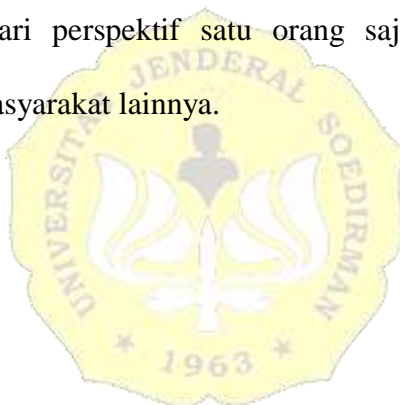 ari perspektif satu orang saj
asyarakat lainnya.
UNIVERSITAS JENDERAL SOEDIRMAN
* 1963 *